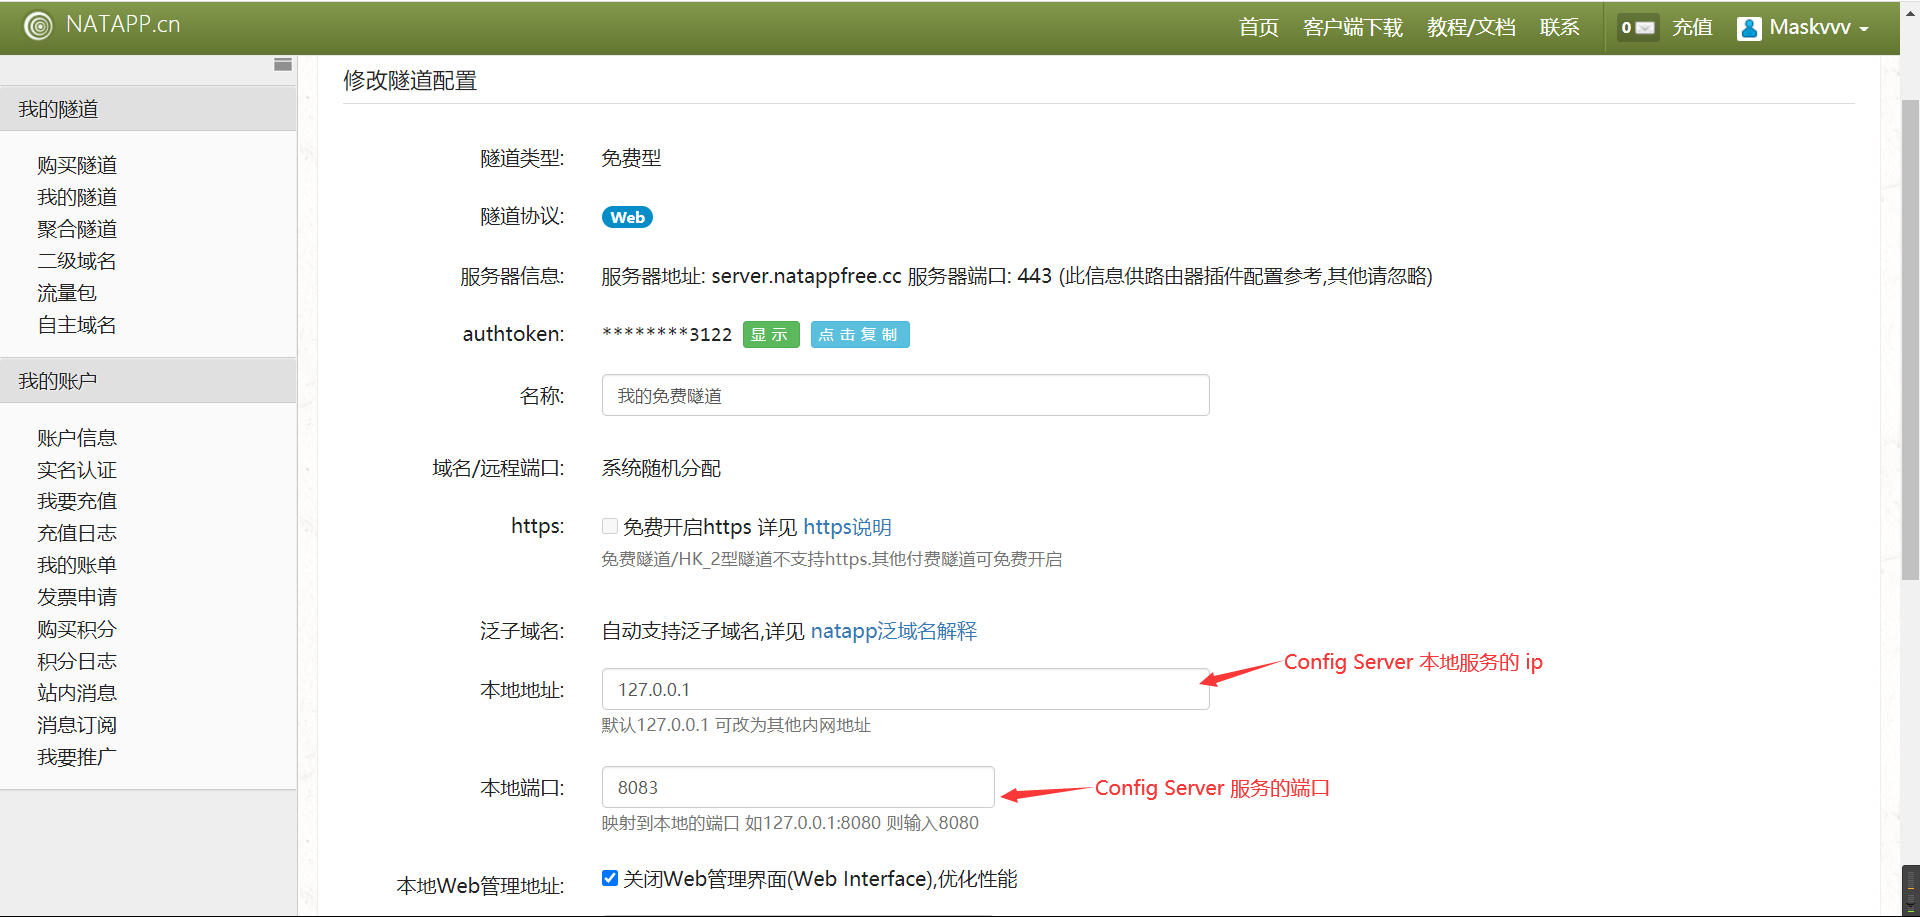 NATAPP.cn
首页 客户端下载 教程/文档 联系 0 充值 Maskvvv
我的隧道
购买隧道
我的隧道
聚合隧道
二级域名
流量包
自主域名
我的账户
账户信息
实名认证
我要充值
充值日志
我的账单
发票申请
购买积分
积分日志
站内消息
消息订阅
我要推广
修改隧道配置
隧道类型: 免费型
隧道协议: Web
服务器信息: 服务器地址: server.natappfree.cc 服务器端口: 443 (此信息供路由器插件配置参考,其他请忽略)
authtoken: ********3122 显示 点击复制
名称: 我的免费隧道
域名/远程端口: 系统随机分配
https: 免费开启https 详见 https说明
免费隧道/HK_2型隧道不支持https.其他付费隧道可免费开启
泛子域名: 自动支持泛子域名,详见 natapp泛域名解释
Config Server 本地服务的 ip
本地地址: 127.0.0.1
默认127.0.0.1 可改为其他内网地址
本地端口: 8083
Config Server 服务的端口
映射到本地的端口 如127.0.0.1:8080 则输入8080
本地Web管理地址: 关闭Web管理界面(Web Interface),优化性能